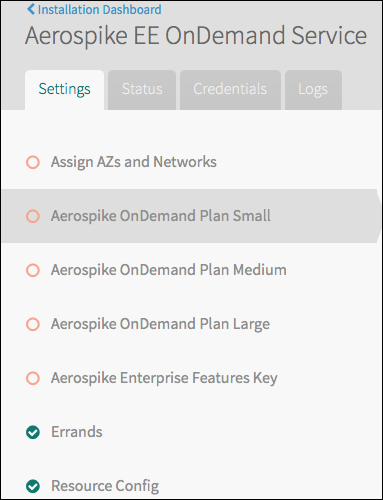 Installation Dashboard
Aerospike EE OnDemand Service
Settings Status Credentials Logs
Assign AZs and Networks
Aerospike OnDemand Plan Small
Aerospike OnDemand Plan Medium
Aerospike OnDemand Plan Large
Aerospike Enterprise Features Key
Errands
Resource Config